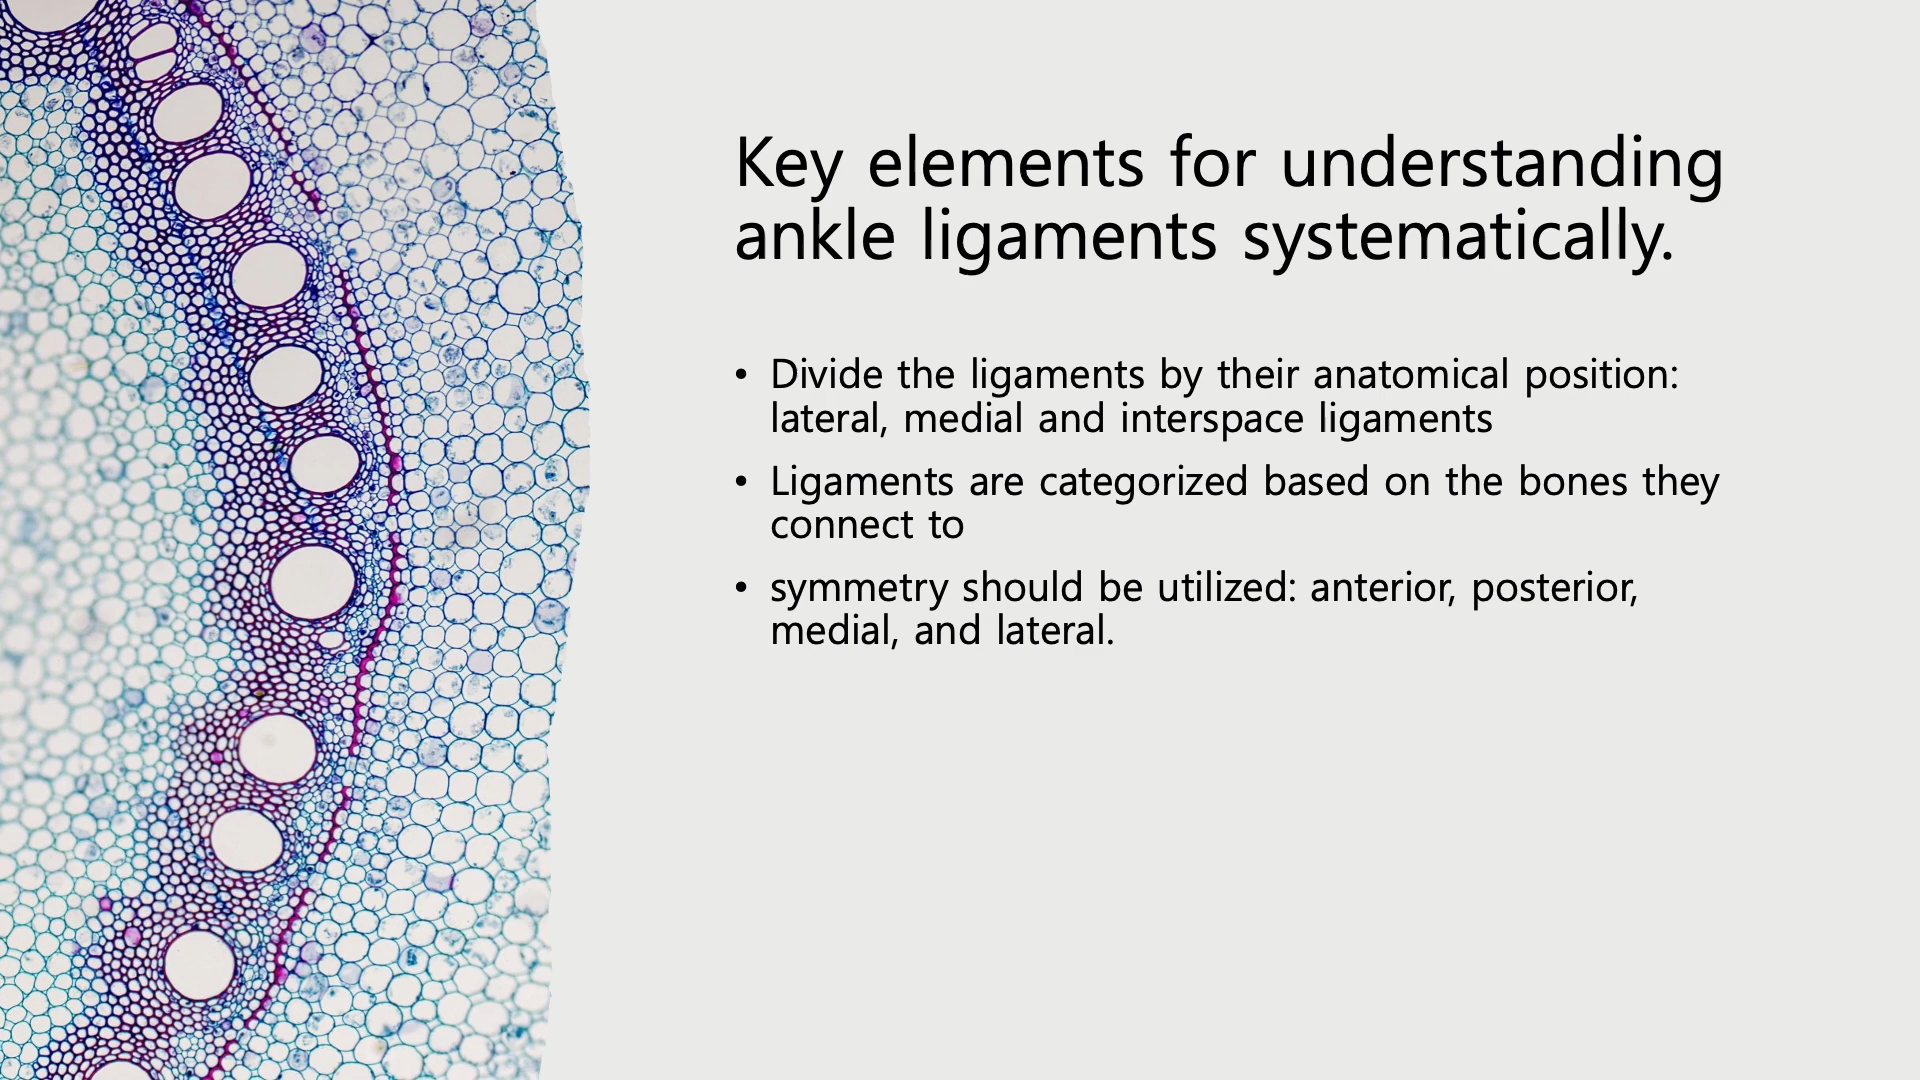 Key elements for understanding
ankle ligaments systematically.
• Divide the ligaments by their anatomical position:
lateral, medial and interspace ligaments
• Ligaments are categorized based on the bones they
connect to
• symmetry should be utilized: anterior, posterior,
medial, and lateral.